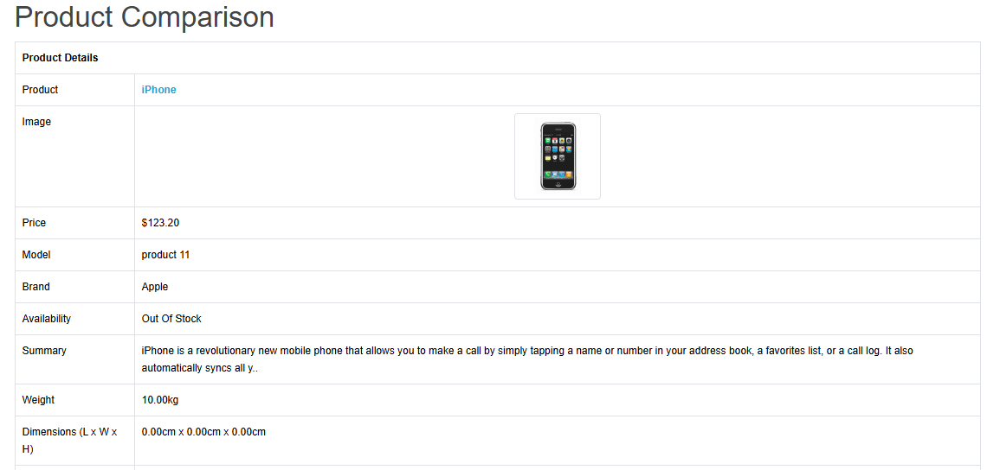 Product Comparison
Product Details
Product iPhone
Image
Price $123.20
Model product 11
Brand Apple
Availability Out Of Stock
Summary iPhone is a revolutionary new mobile phone that allows you to make a call by simply tapping a name or number in your address book, a favorites list, or a call log. It also
automatically syncs all y..
Weight 10.00kg
Dimensions (L x W x 0.00cm x 0.00cm x 0.00cm
H)